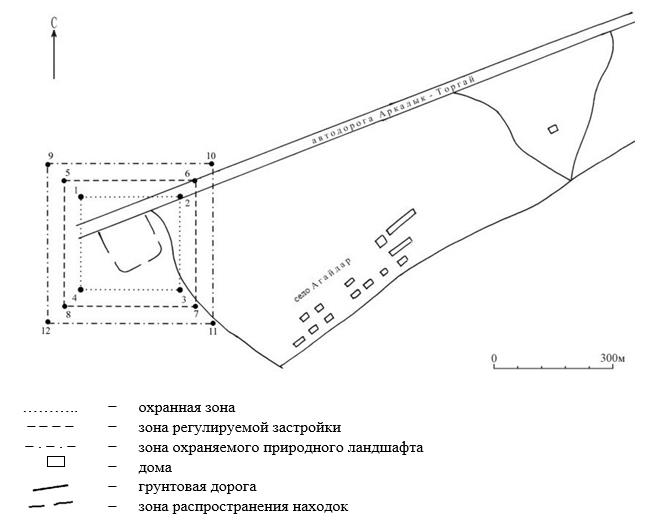 С
автодорога Аркалык - Торгай
9
10
5
6
1
2
село Агайдар
4
3
8
7
12
11
0
300м
– охранная зона
– зона регулируемой застройки
– зона охраняемого природного ландшафта
– дома
– грунтовая дорога
– зона распространения находок